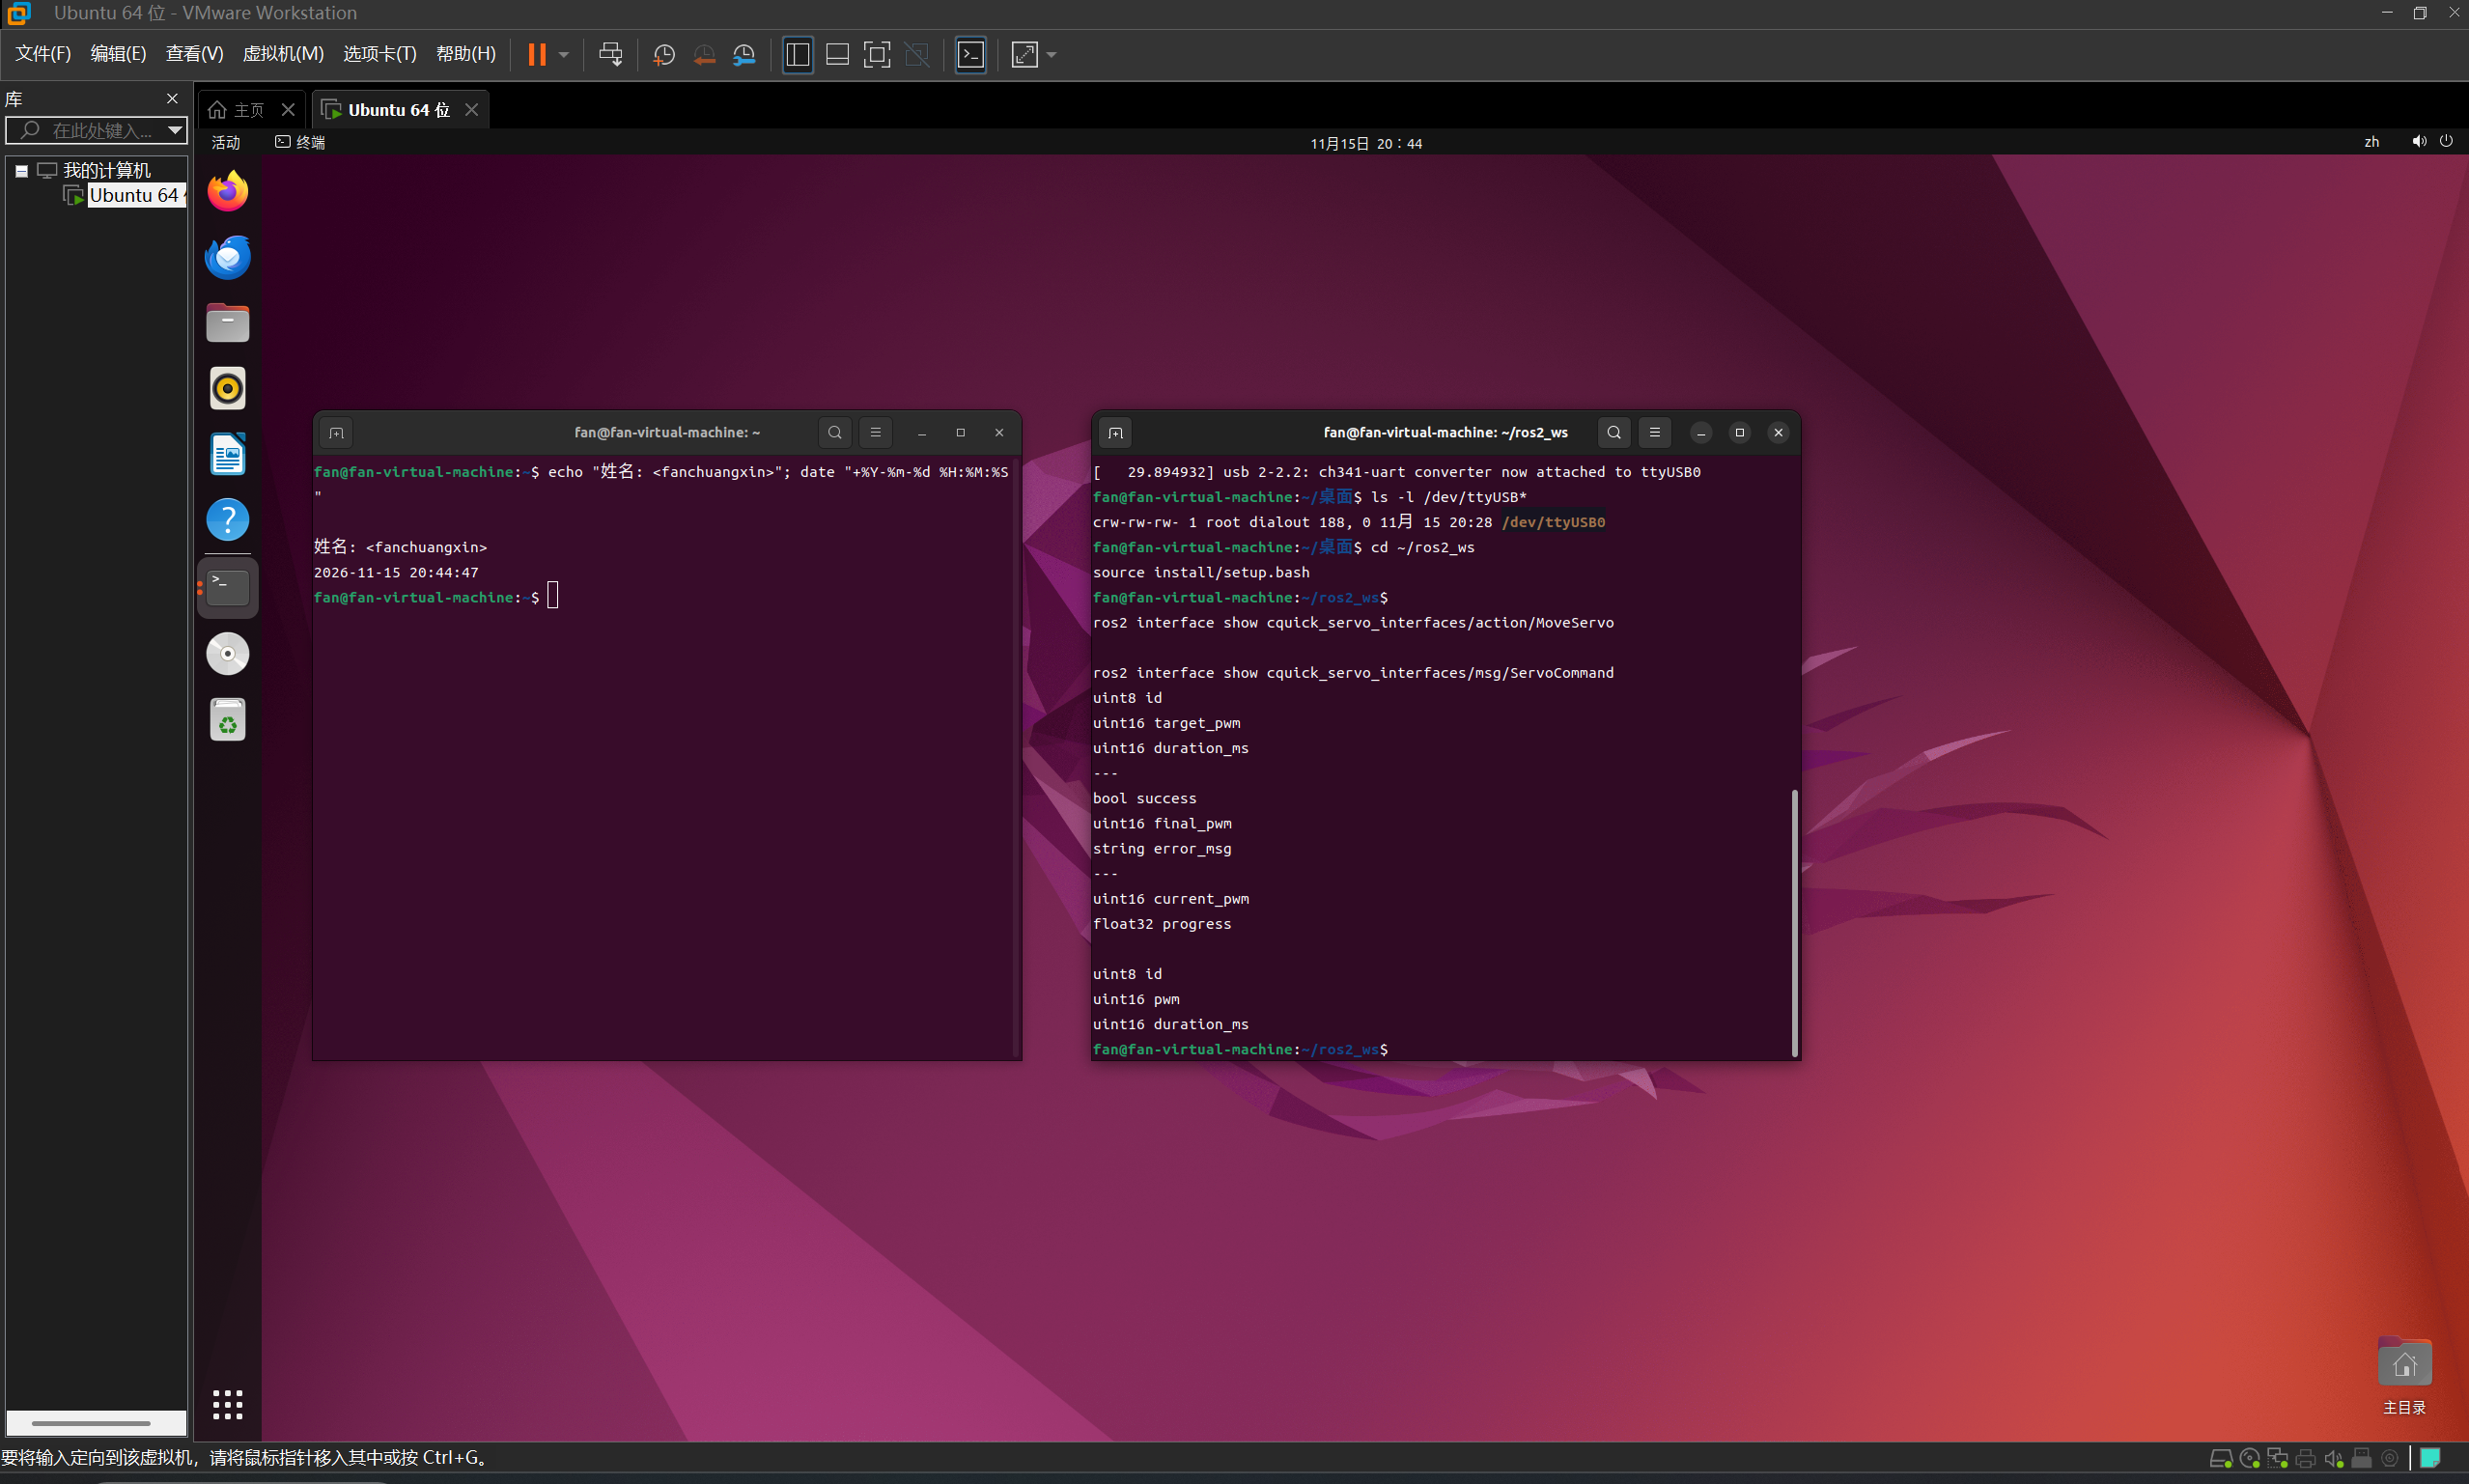 Ubuntu 64 位 - VMware Workstation
文件(F) 编辑(E) 查看(V) 虚拟机(M) 选项卡(T) 帮助(H)
库
在此处键入...
我的计算机
Ubuntu 64
主页
Ubuntu 64 位
活动
终端
11月15日 20：44
zh
fan@fan-virtual-machine: ~
fan@fan-virtual-machine:~$ echo "姓名: <fanchuangxin>"; date "+%Y-%m-%d %H:%M:%S
"
姓名: <fanchuangxin>
2026-11-15 20:44:47
fan@fan-virtual-machine:~$
fan@fan-virtual-machine: ~/ros2_ws
[   29.894932] usb 2-2.2: ch341-uart converter now attached to ttyUSB0
fan@fan-virtual-machine:~/桌面$ ls -l /dev/ttyUSB*
crw-rw-rw- 1 root dialout 188, 0 11月 15 20:28 /dev/ttyUSB0
fan@fan-virtual-machine:~/桌面$ cd ~/ros2_ws
source install/setup.bash
fan@fan-virtual-machine:~/ros2_ws$
ros2 interface show cquick_servo_interfaces/action/MoveServo
ros2 interface show cquick_servo_interfaces/msg/ServoCommand
uint8 id
uint16 target_pwm
uint16 duration_ms
---
bool success
uint16 final_pwm
string error_msg
---
uint16 current_pwm
float32 progress
uint8 id
uint16 pwm
uint16 duration_ms
fan@fan-virtual-machine:~/ros2_ws$
主目录
要将输入定向到该虚拟机，请将鼠标指针移入其中或按 Ctrl+G。